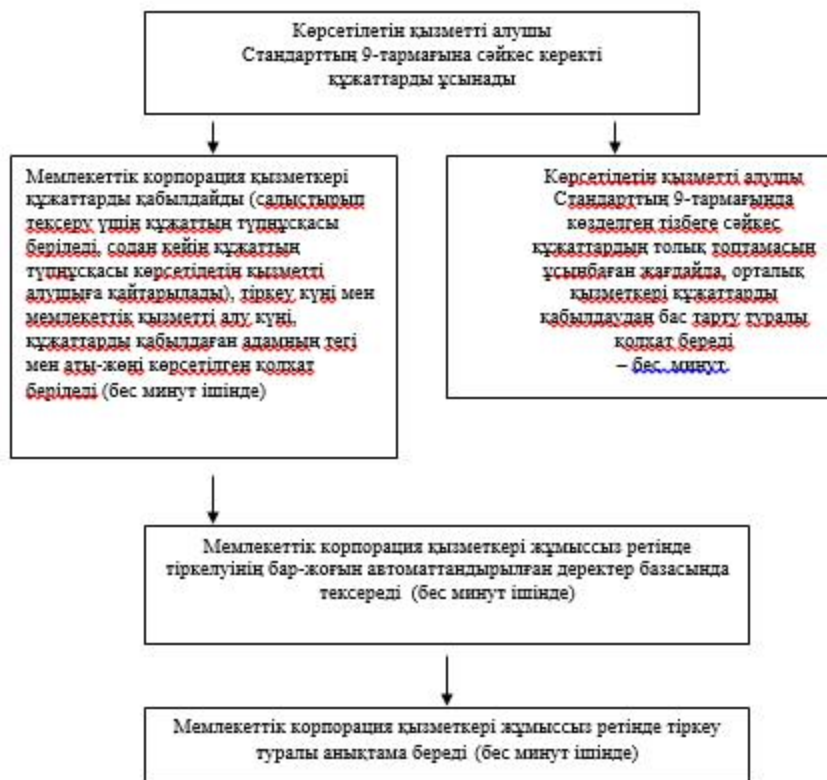 Көрсетілетін қызметті алушы
Стандарттың 9-тармағына сәйкес керекті
құжаттарды ұсынады
Мемлекеттік корпорация қызметкері
құжаттарды қабылдайды (салыстырып
тексеру үшін құжаттың түпнұсқасы
беріледі, содан кейін құжаттың
түпнұсқасы көрсетілетін қызметті
алушыға қайтарылады), тіркеу күні мен
мемлекеттік қызметті алу күні,
құжаттарды қабылдаған адамның тегі
мен аты-жөні көрсетілген қолхат
беріледі (бес минут ішінде)
Көрсетілетін қызметті алушы
Стандарттың 9-тармағында
көзделген тізбеге сәйкес
құжаттардың толық топтамасын
ұсынбаған жағдайда, орталық
қызметкері құжаттарды
қабылдаудан бас тарту туралы
қолхат береді
– бес минут.
Мемлекеттік корпорация қызметкері жұмыссыз ретінде
тіркелуінің бар-жоғын автоматтандырылған деректер базасында
тексереді (бес минут ішінде)
Мемлекеттік корпорация қызметкері жұмыссыз ретінде тіркеу
туралы анықтама береді (бес минут ішінде)